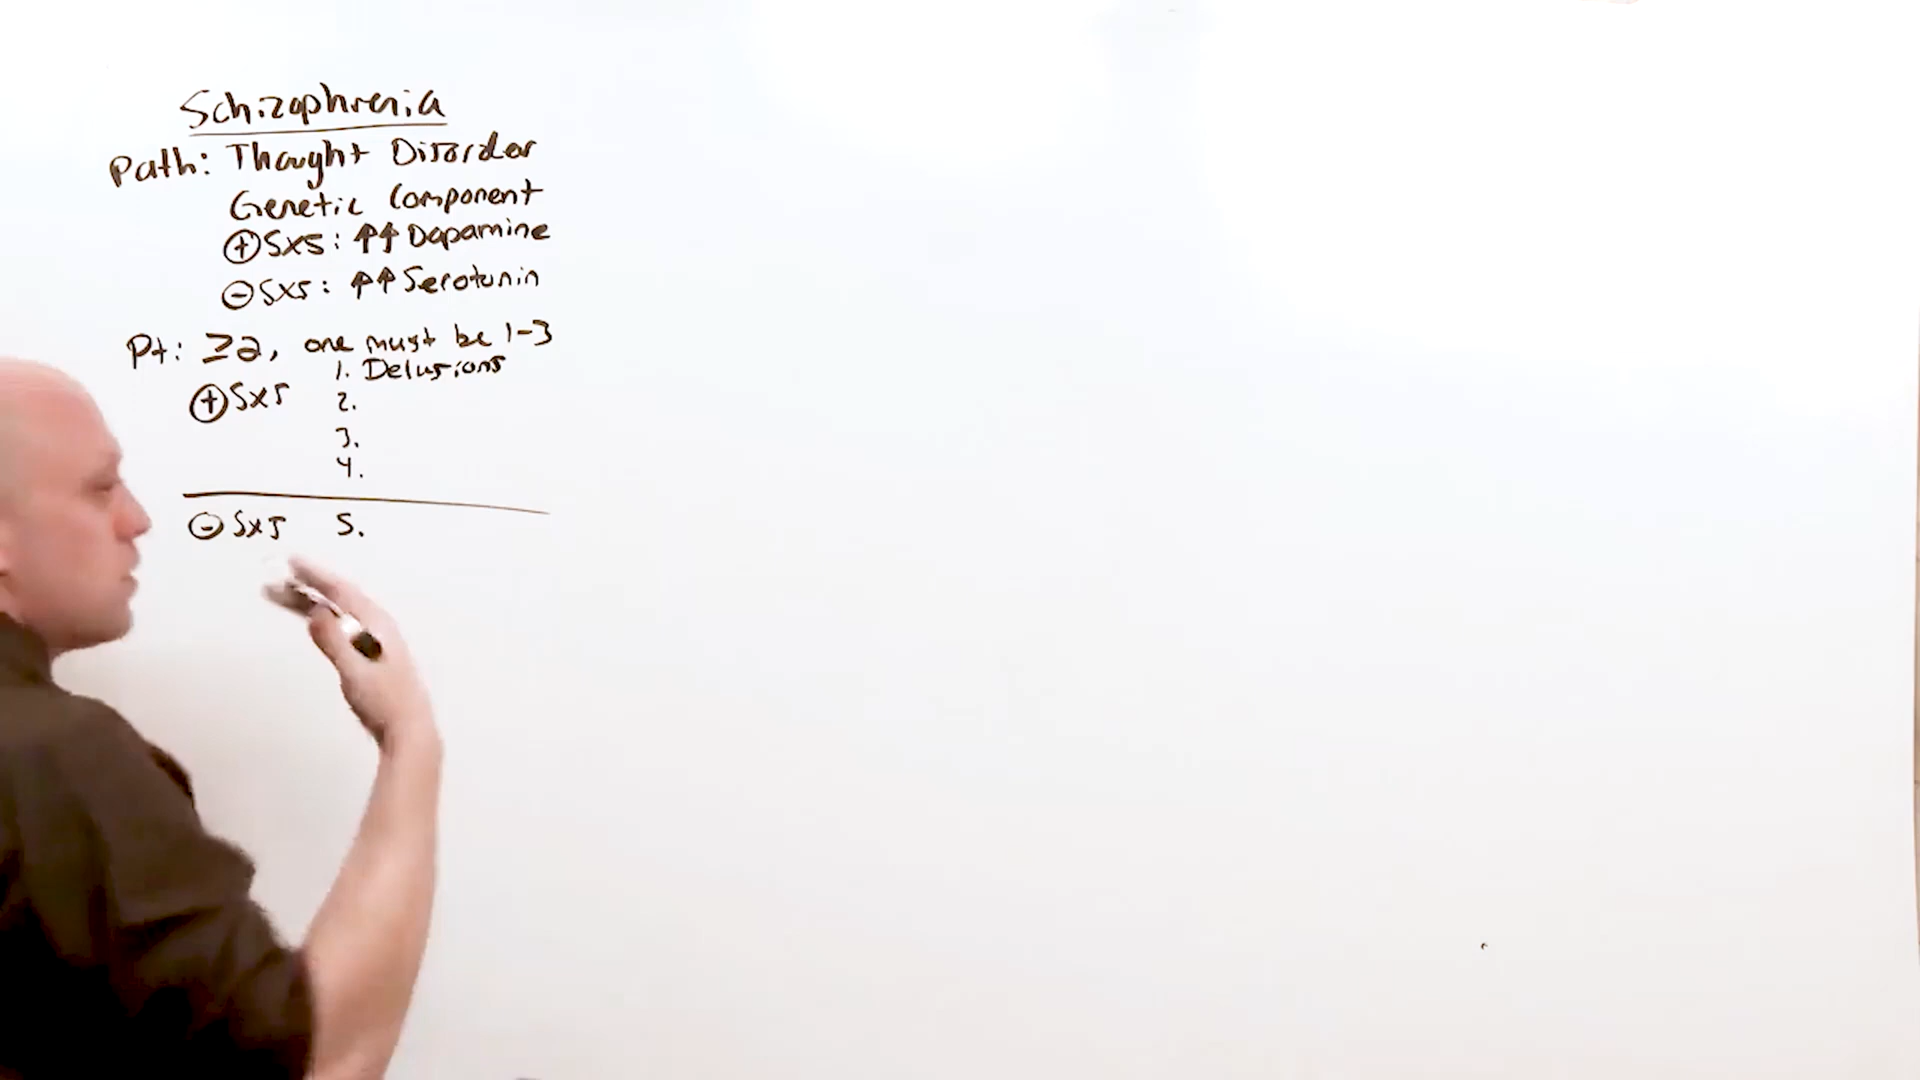 Schizophrenia
Path: Thought Disorder
Genetic Component
⊕ Sxs: ↑↑ Dopamine
⊖ Sxs: ↑↑ Serotonin
Pt: ≥2, one must be 1-3
1. Delusions
⊕ Sxs 2.
3.
4.
⊖ Sxs 5.